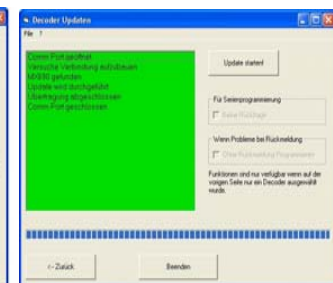 Decoder Updaten
File ?
Comm Port geöffnet
Versuche Verbindung aufzubauen
gefunden
Update wird durchgeführt
Übertragung abgeschlossen
Comm Port geschlossen
Update starten!
Für Serienprogrammierung
Keine Rückfrage
Wenn Probleme bei Rückmeldung
Ohne Rückmeldung Programmieren
Funktionen sind nur verfügbar wenn auf der
vorigen Seite nur ein Decoder ausgewählt
wurde.
<- Zurück
Beenden